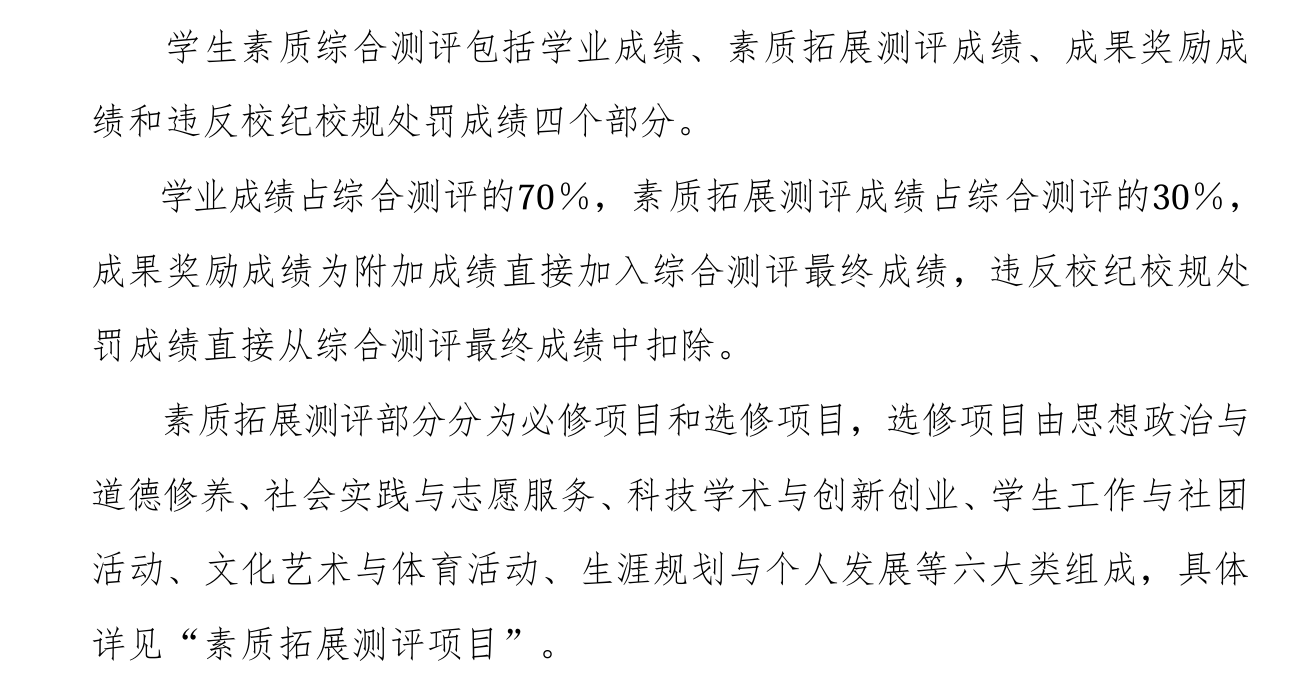 学生素质综合测评包括学业成绩、素质拓展测评成绩、成果奖励成
绩和违反校纪校规处罚成绩四个部分。
学业成绩占综合测评的70%，素质拓展测评成绩占综合测评的30%，
成果奖励成绩为附加成绩直接加入综合测评最终成绩，违反校纪校规处
罚成绩直接从综合测评最终成绩中扣除。
素质拓展测评部分分为必修项目和选修项目，选修项目由思想政治与
道德修养、社会实践与志愿服务、科技学术与创新创业、学生工作与社团
活动、文化艺术与体育活动、生涯规划与个人发展等六大类组成，具体
详见“素质拓展测评项目”。